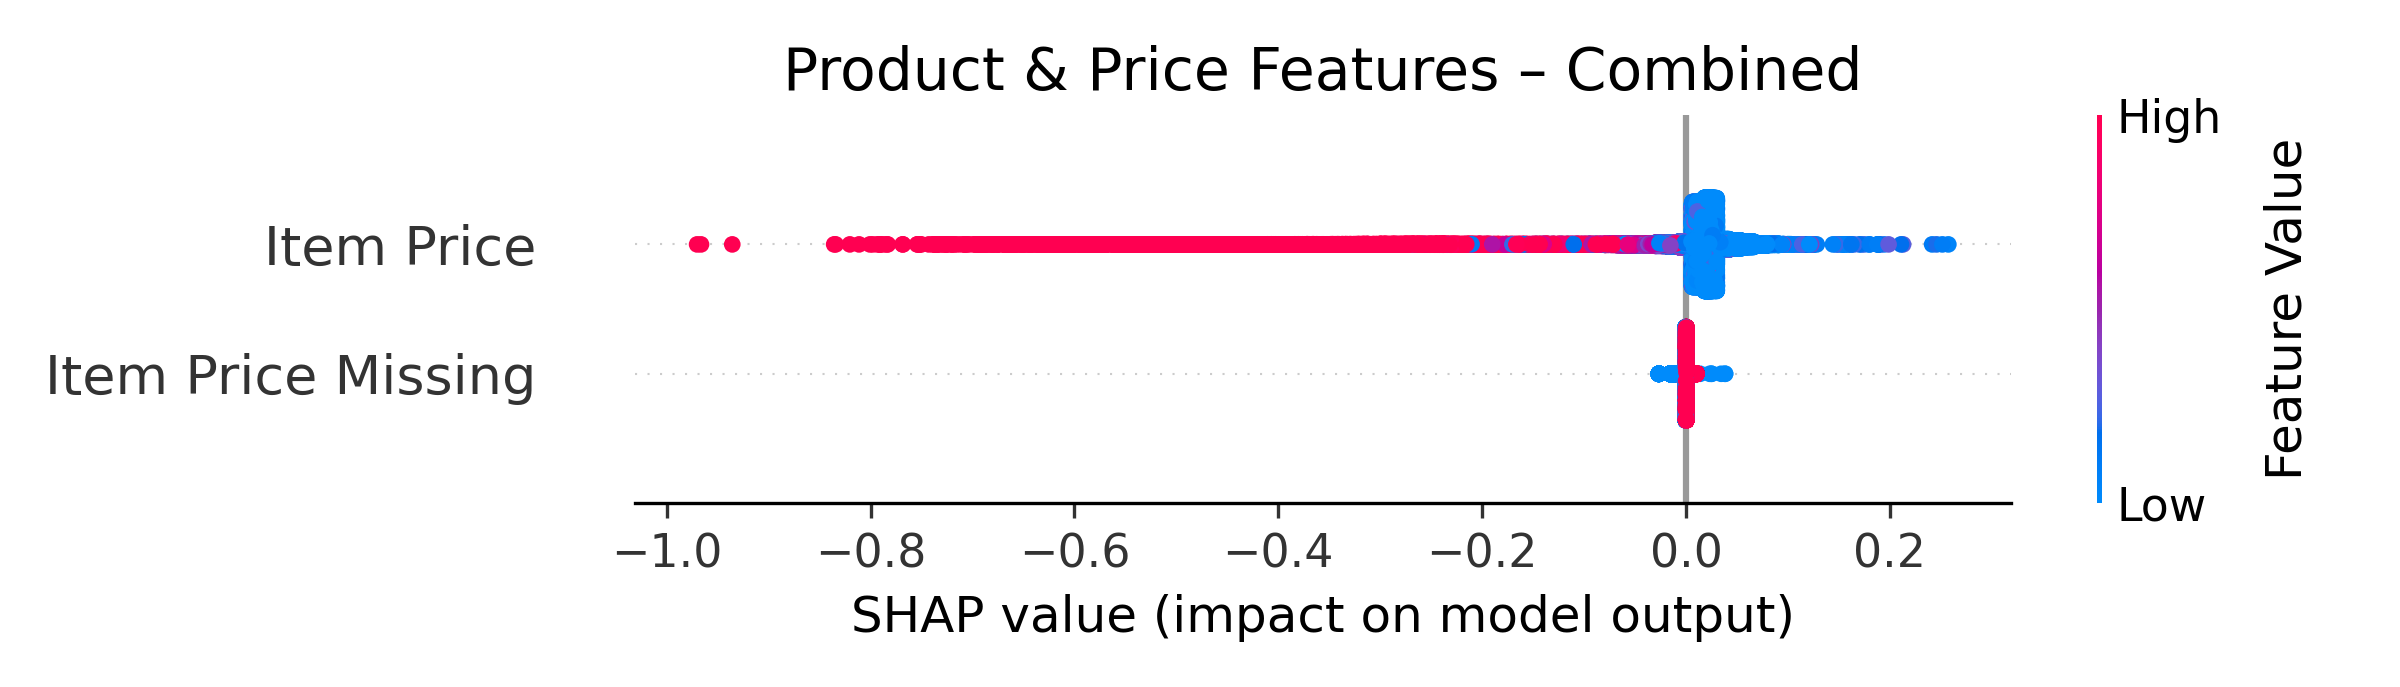 Product & Price Features – Combined
High
Item Price
Feature Value
Item Price Missing
Low
−1.0 −0.8 −0.6 −0.4 −0.2 0.0 0.2
SHAP value (impact on model output)